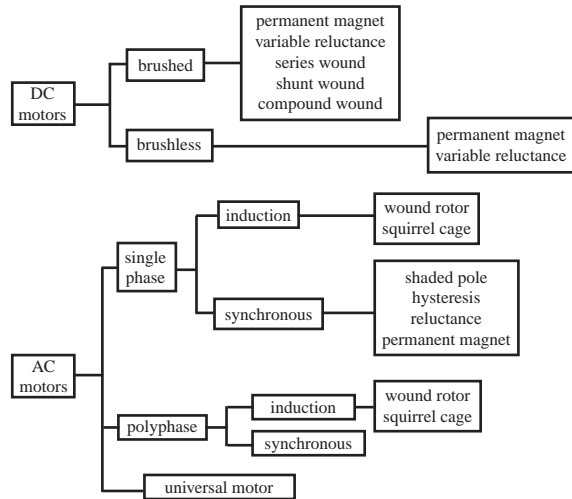 DC
motors
brushed
permanent magnet
variable reluctance
series wound
shunt wound
compound wound
brushless
permanent magnet
variable reluctance
AC
motors
single
phase
induction
wound rotor
squirrel cage
synchronous
shaded pole
hysteresis
reluctance
permanent magnet
polyphase
induction
wound rotor
squirrel cage
synchronous
universal motor